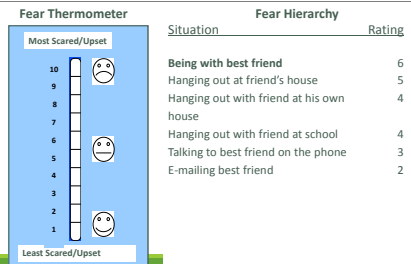 Fear Thermometer
Most Scared/Upset
10
9
8
7
6
5
4
3
2
1
Least Scared/Upset
Fear Hierarchy
Situation Rating
Being with best friend 6
Hanging out at friend's house 5
Hanging out with friend at his own 4
house
Hanging out with friend at school 4
Talking to best friend on the phone 3
E-mailing best friend 2